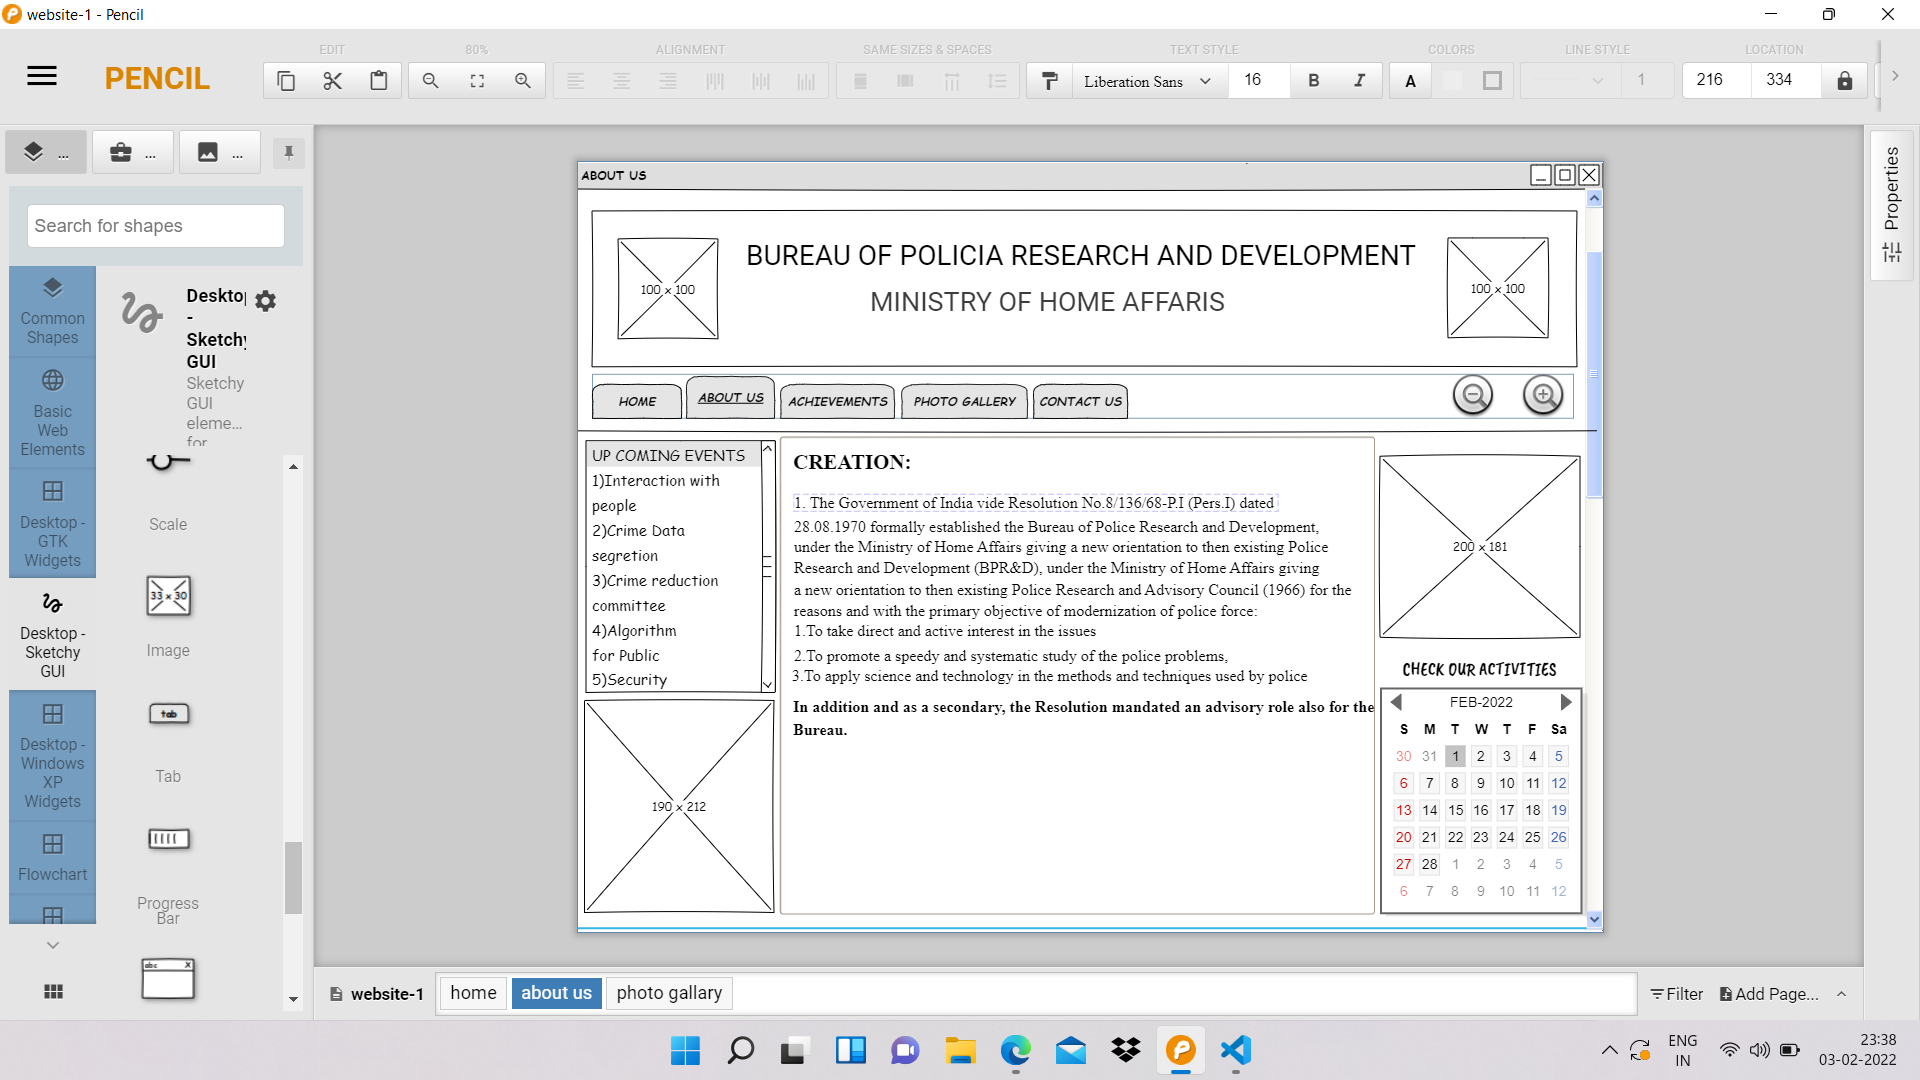 website-1 - Pencil
EDIT
80%
ALIGNMENT
SAME SIZES & SPACES
TEXT STYLE
COLORS
LINE STYLE
LOCATION
PENCIL
Liberation Sans
16
B
I
A
1
216
334
...
...
...
Properties
Search for shapes
Common
Shapes
Basic
Web
Elements
Desktop -
GTK
Widgets
Desktop -
Sketchy
GUI
Desktop -
Windows
XP
Widgets
Flowchart
Desktop
-
Sketchy
GUI
Sketchy
GUI
eleme...
for
Scale
33 x 30
Image
tab
Tab
Progress
Bar
abc X
ABOUT US
100 x 100
BUREAU OF POLICIA RESEARCH AND DEVELOPMENT
MINISTRY OF HOME AFFARIS
100 x 100
HOME
ABOUT US
ACHIEVEMENTS
PHOTO GALLERY
CONTACT US
UP COMING EVENTS
1)Interaction with
people
2)Crime Data
segretion
3)Crime reduction
committee
4)Algorithm
for Public
5)Security
190 x 212
CREATION:
1. The Government of India vide Resolution No.8/136/68-P.I (Pers.I) dated
28.08.1970 formally established the Bureau of Police Research and Development,
under the Ministry of Home Affairs giving a new orientation to then existing Police
Research and Development (BPR&D), under the Ministry of Home Affairs giving
a new orientation to then existing Police Research and Advisory Council (1966) for the
reasons and with the primary objective of modernization of police force:
1.To take direct and active interest in the issues
2.To promote a speedy and systematic study of the police problems,
3.To apply science and technology in the methods and techniques used by police
In addition and as a secondary, the Resolution mandated an advisory role also for the
Bureau.
200 x 181
CHECK OUR ACTIVITIES
FEB-2022
S M T W T F Sa
30 31 1 2 3 4 5
6 7 8 9 10 11 12
13 14 15 16 17 18 19
20 21 22 23 24 25 26
27 28 1 2 3 4 5
6 7 8 9 10 11 12
website-1
home
about us
photo gallary
Filter
Add Page...
ENG
IN
23:38
03-02-2022